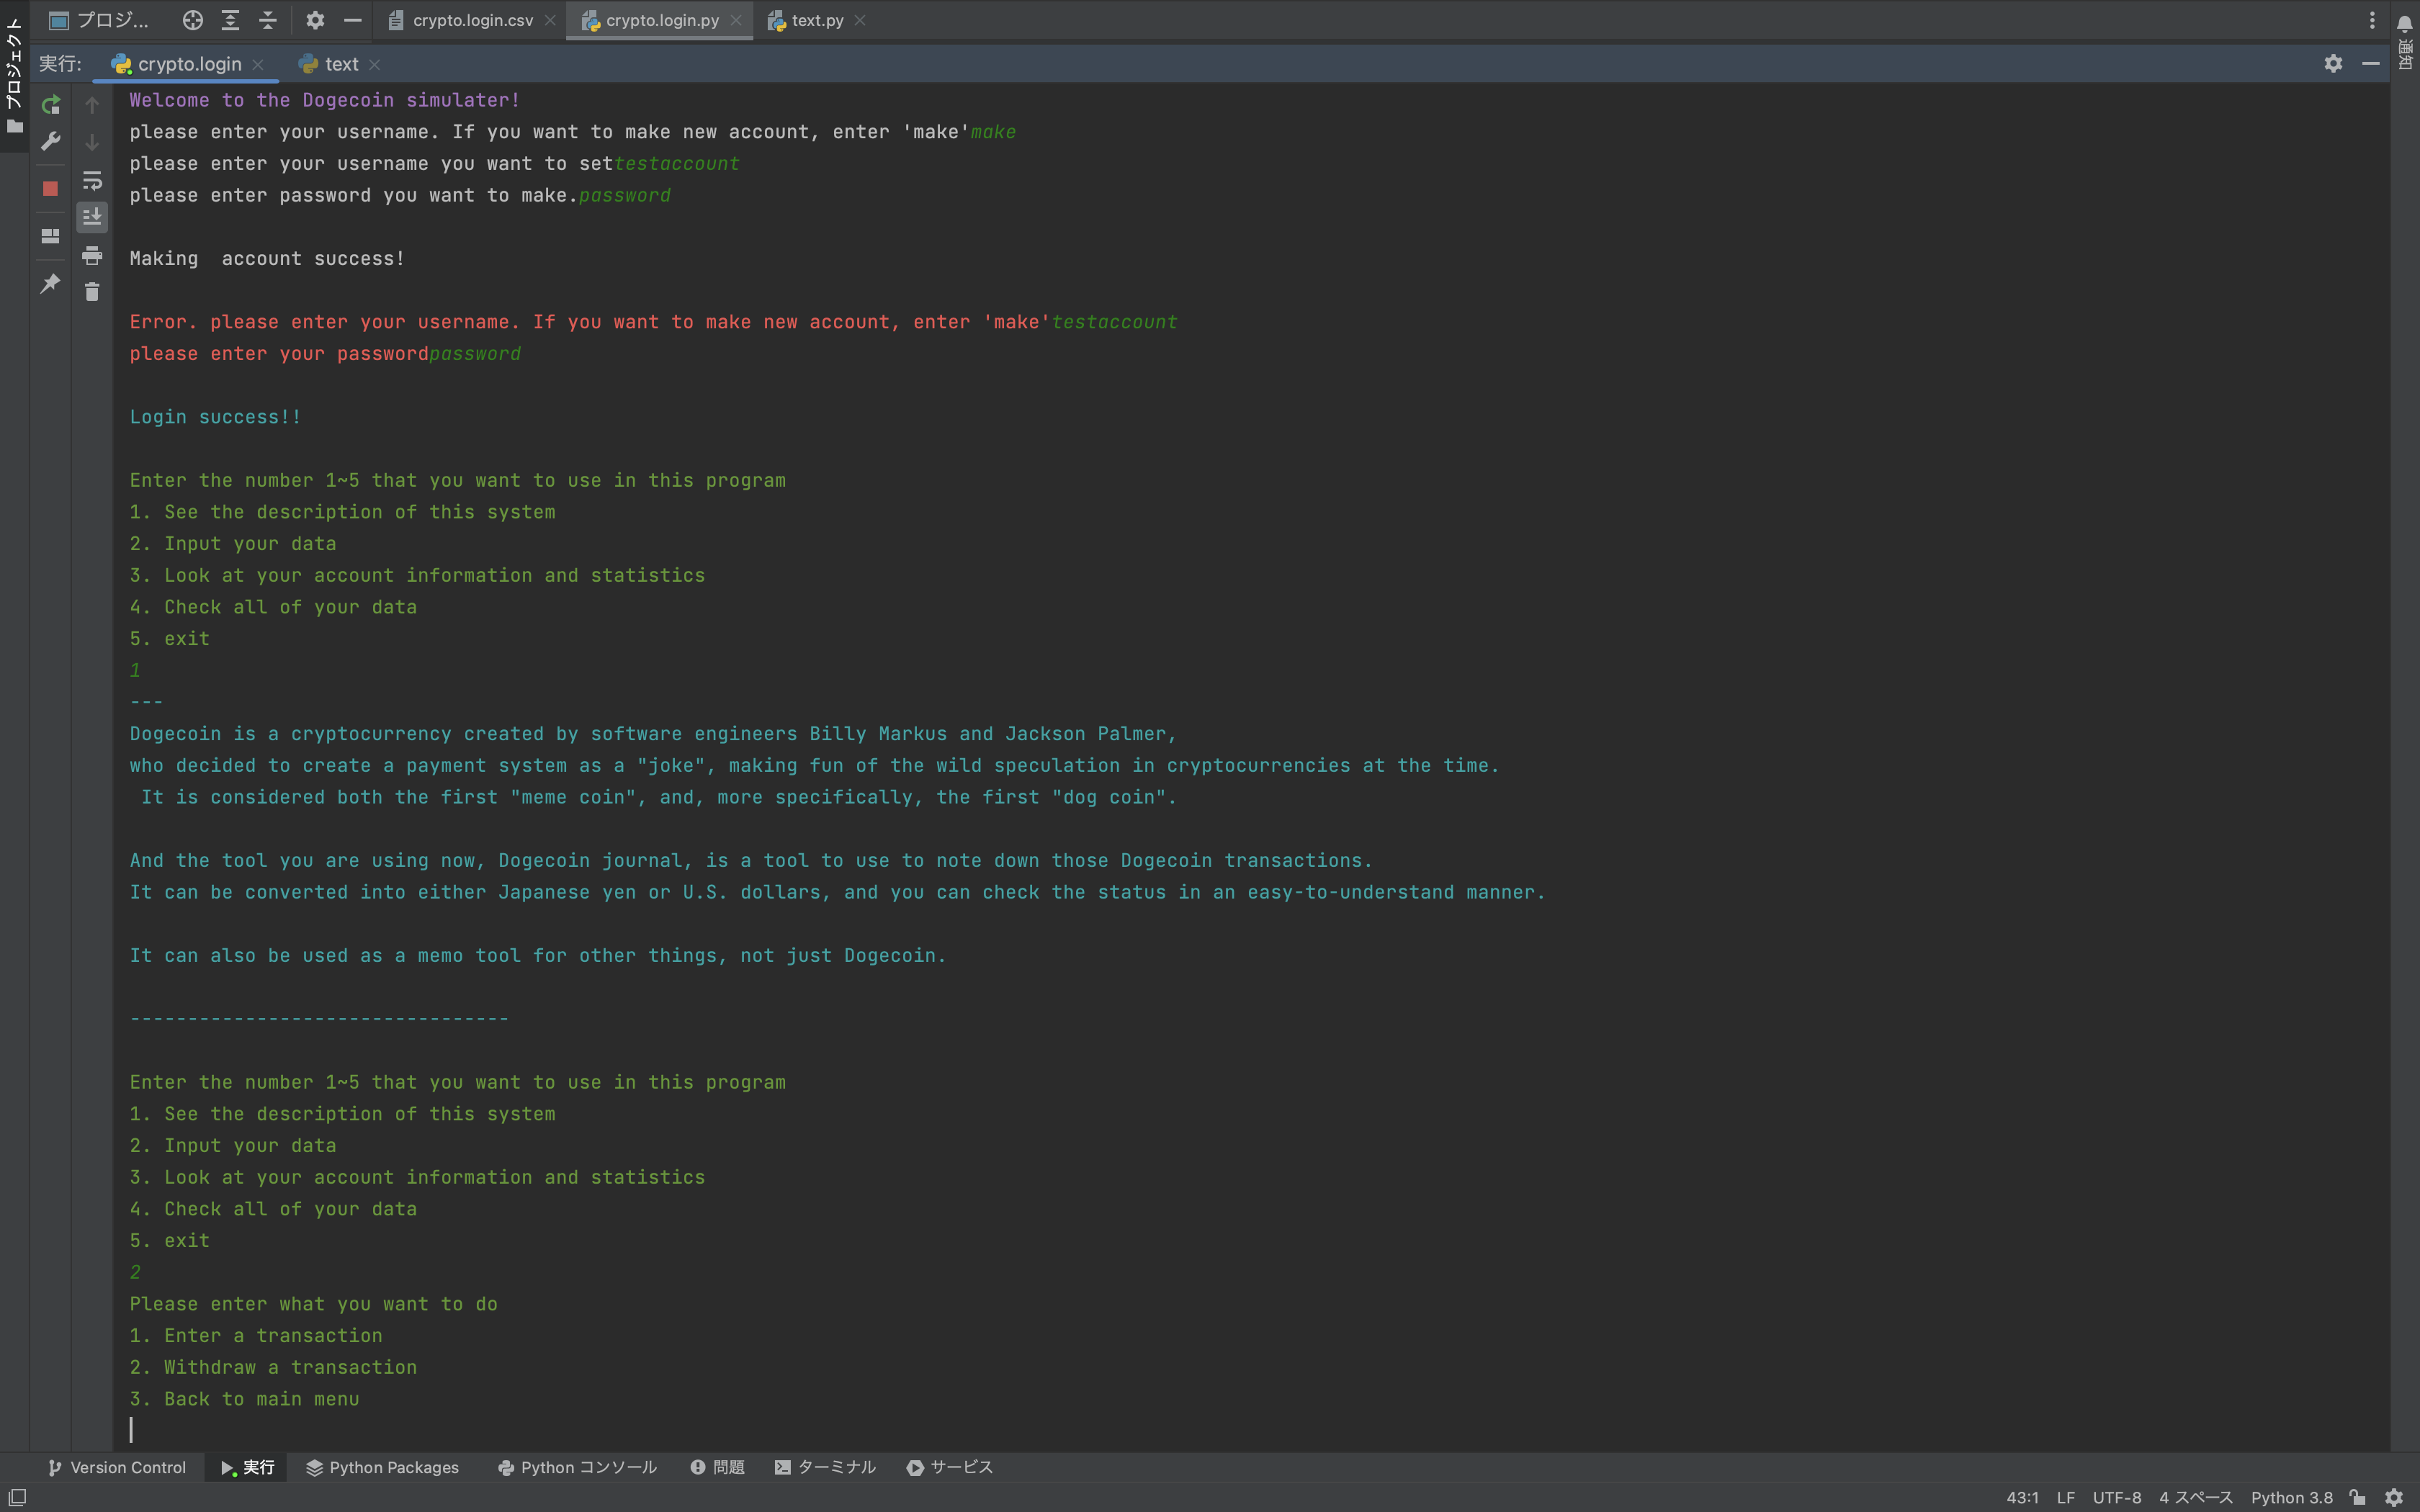 プロジ...
crypto.login.csv
crypto.login.py
text.py
プロジェクト
通知
実行:
crypto.login
text
Welcome to the Dogecoin simulater!
please enter your username. If you want to make new account, enter 'make'make
please enter your username you want to settestaccount
please enter password you want to make.password
Making  account success!
Error. please enter your username. If you want to make new account, enter 'make'testaccount
please enter your passwordpassword
Login success!!
Enter the number 1~5 that you want to use in this program
1. See the description of this system
2. Input your data
3. Look at your account information and statistics
4. Check all of your data
5. exit
1
---
Dogecoin is a cryptocurrency created by software engineers Billy Markus and Jackson Palmer,
who decided to create a payment system as a "joke", making fun of the wild speculation in cryptocurrencies at the time.
 It is considered both the first "meme coin", and, more specifically, the first "dog coin".
And the tool you are using now, Dogecoin journal, is a tool to use to note down those Dogecoin transactions.
It can be converted into either Japanese yen or U.S. dollars, and you can check the status in an easy-to-understand manner.
It can also be used as a memo tool for other things, not just Dogecoin.
---------------------------------
Enter the number 1~5 that you want to use in this program
1. See the description of this system
2. Input your data
3. Look at your account information and statistics
4. Check all of your data
5. exit
2
Please enter what you want to do
1. Enter a transaction
2. Withdraw a transaction
3. Back to main menu
Version Control
実行
Python Packages
Python コンソール
問題
ターミナル
サービス
43:1
LF
UTF-8
4 スペース
Python 3.8